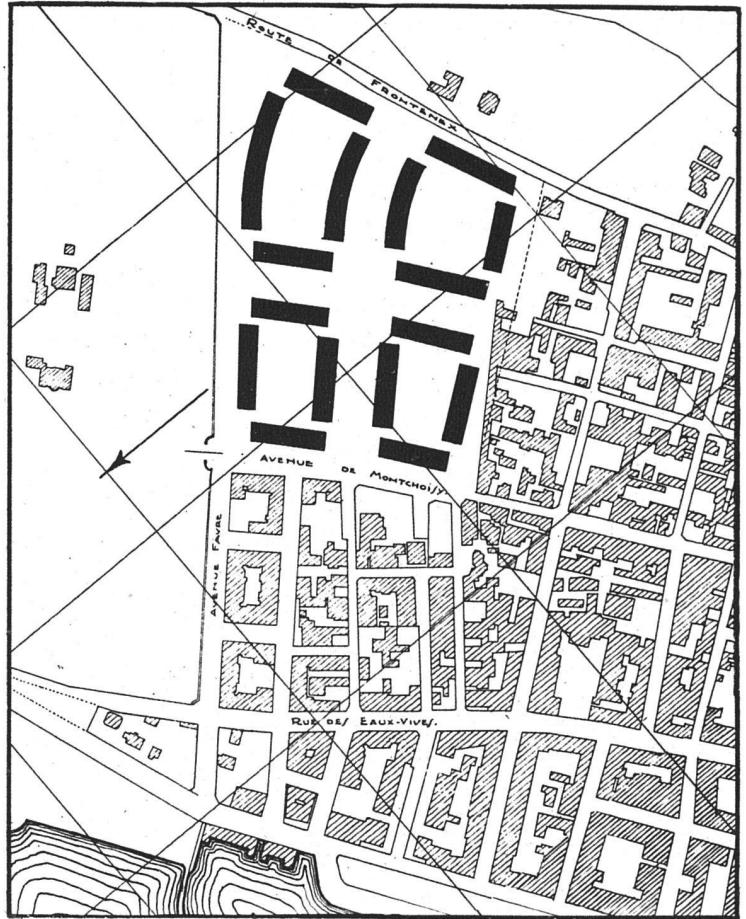 ROUTE DE FRONTENEX
AVENUE DE MONTCHOISY
AVENUE FAVRE
RUE DES EAUX-VIVES.